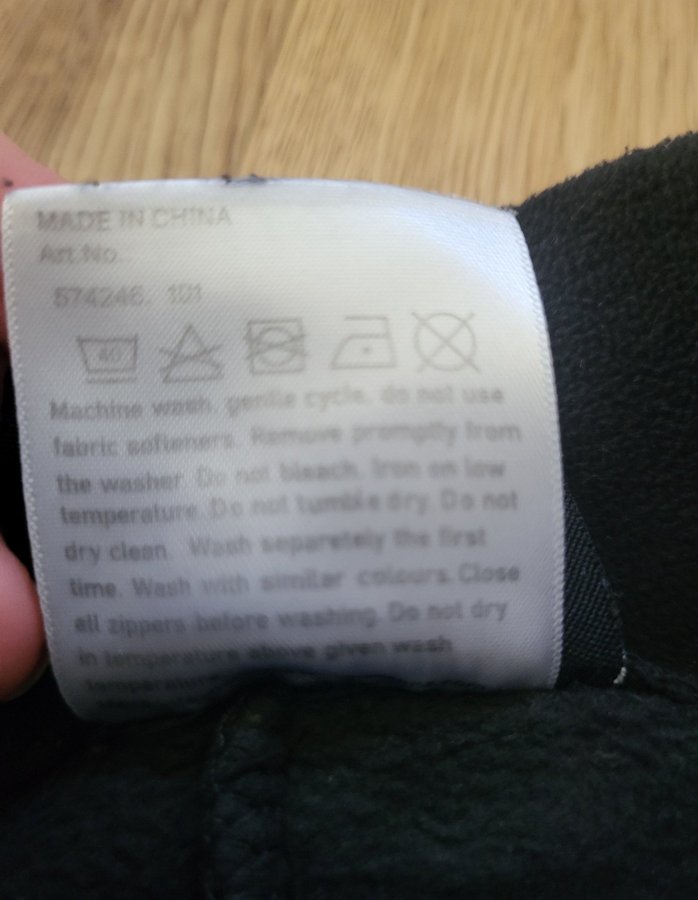 MADE IN CHINA
Art.No.
574246. 101
40
Machine wash, gentle cycle, do not use
fabric softeners. Remove promptly from
the washer. Do not bleach. Iron on low
temperature. Do not tumble dry. Do not
dry clean. Wash separately the first
time. Wash with similar colours. Close
all zippers before washing. Do not dry
in temperature above given wash